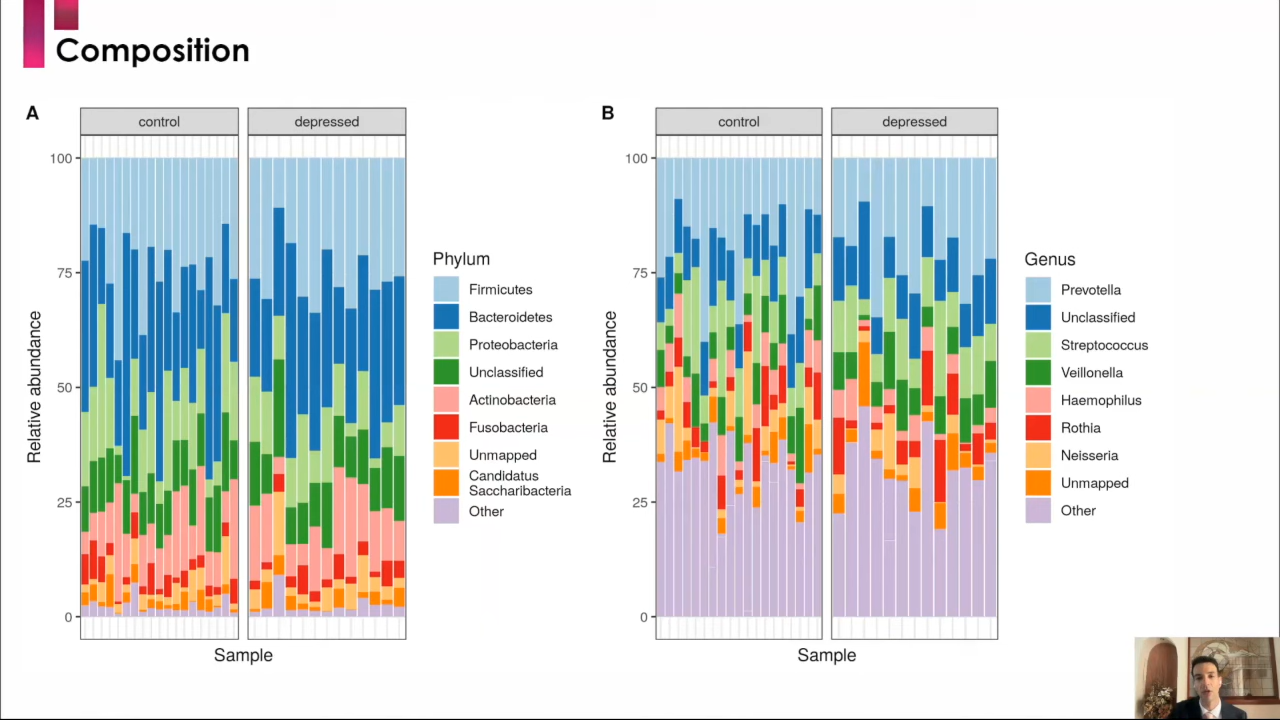 Composition
A
control
depressed
100
75
50
25
0
Relative abundance
Sample
Phylum
Firmicutes
Bacteroidetes
Proteobacteria
Unclassified
Actinobacteria
Fusobacteria
Unmapped
Candidatus
Saccharibacteria
Other
B
control
depressed
100
75
50
25
0
Relative abundance
Sample
Genus
Prevotella
Unclassified
Streptococcus
Veillonella
Haemophilus
Rothia
Neisseria
Unmapped
Other